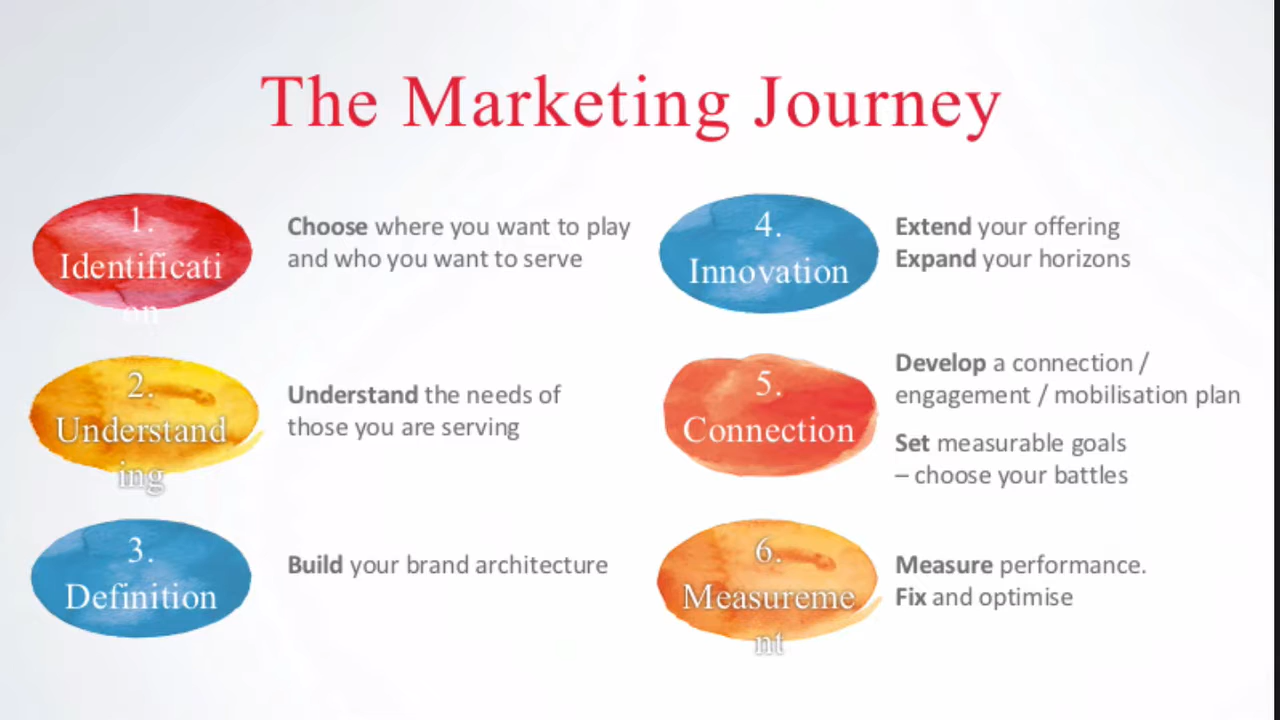 The Marketing Journey
1.
Identificati
on
Choose where you want to play
and who you want to serve
2.
Understand
ing
Understand the needs of
those you are serving
3.
Definition
Build your brand architecture
4.
Innovation
Extend your offering
Expand your horizons
5.
Connection
Develop a connection /
engagement / mobilisation plan
Set measurable goals
– choose your battles
6.
Measureme
nt
Measure performance.
Fix and optimise